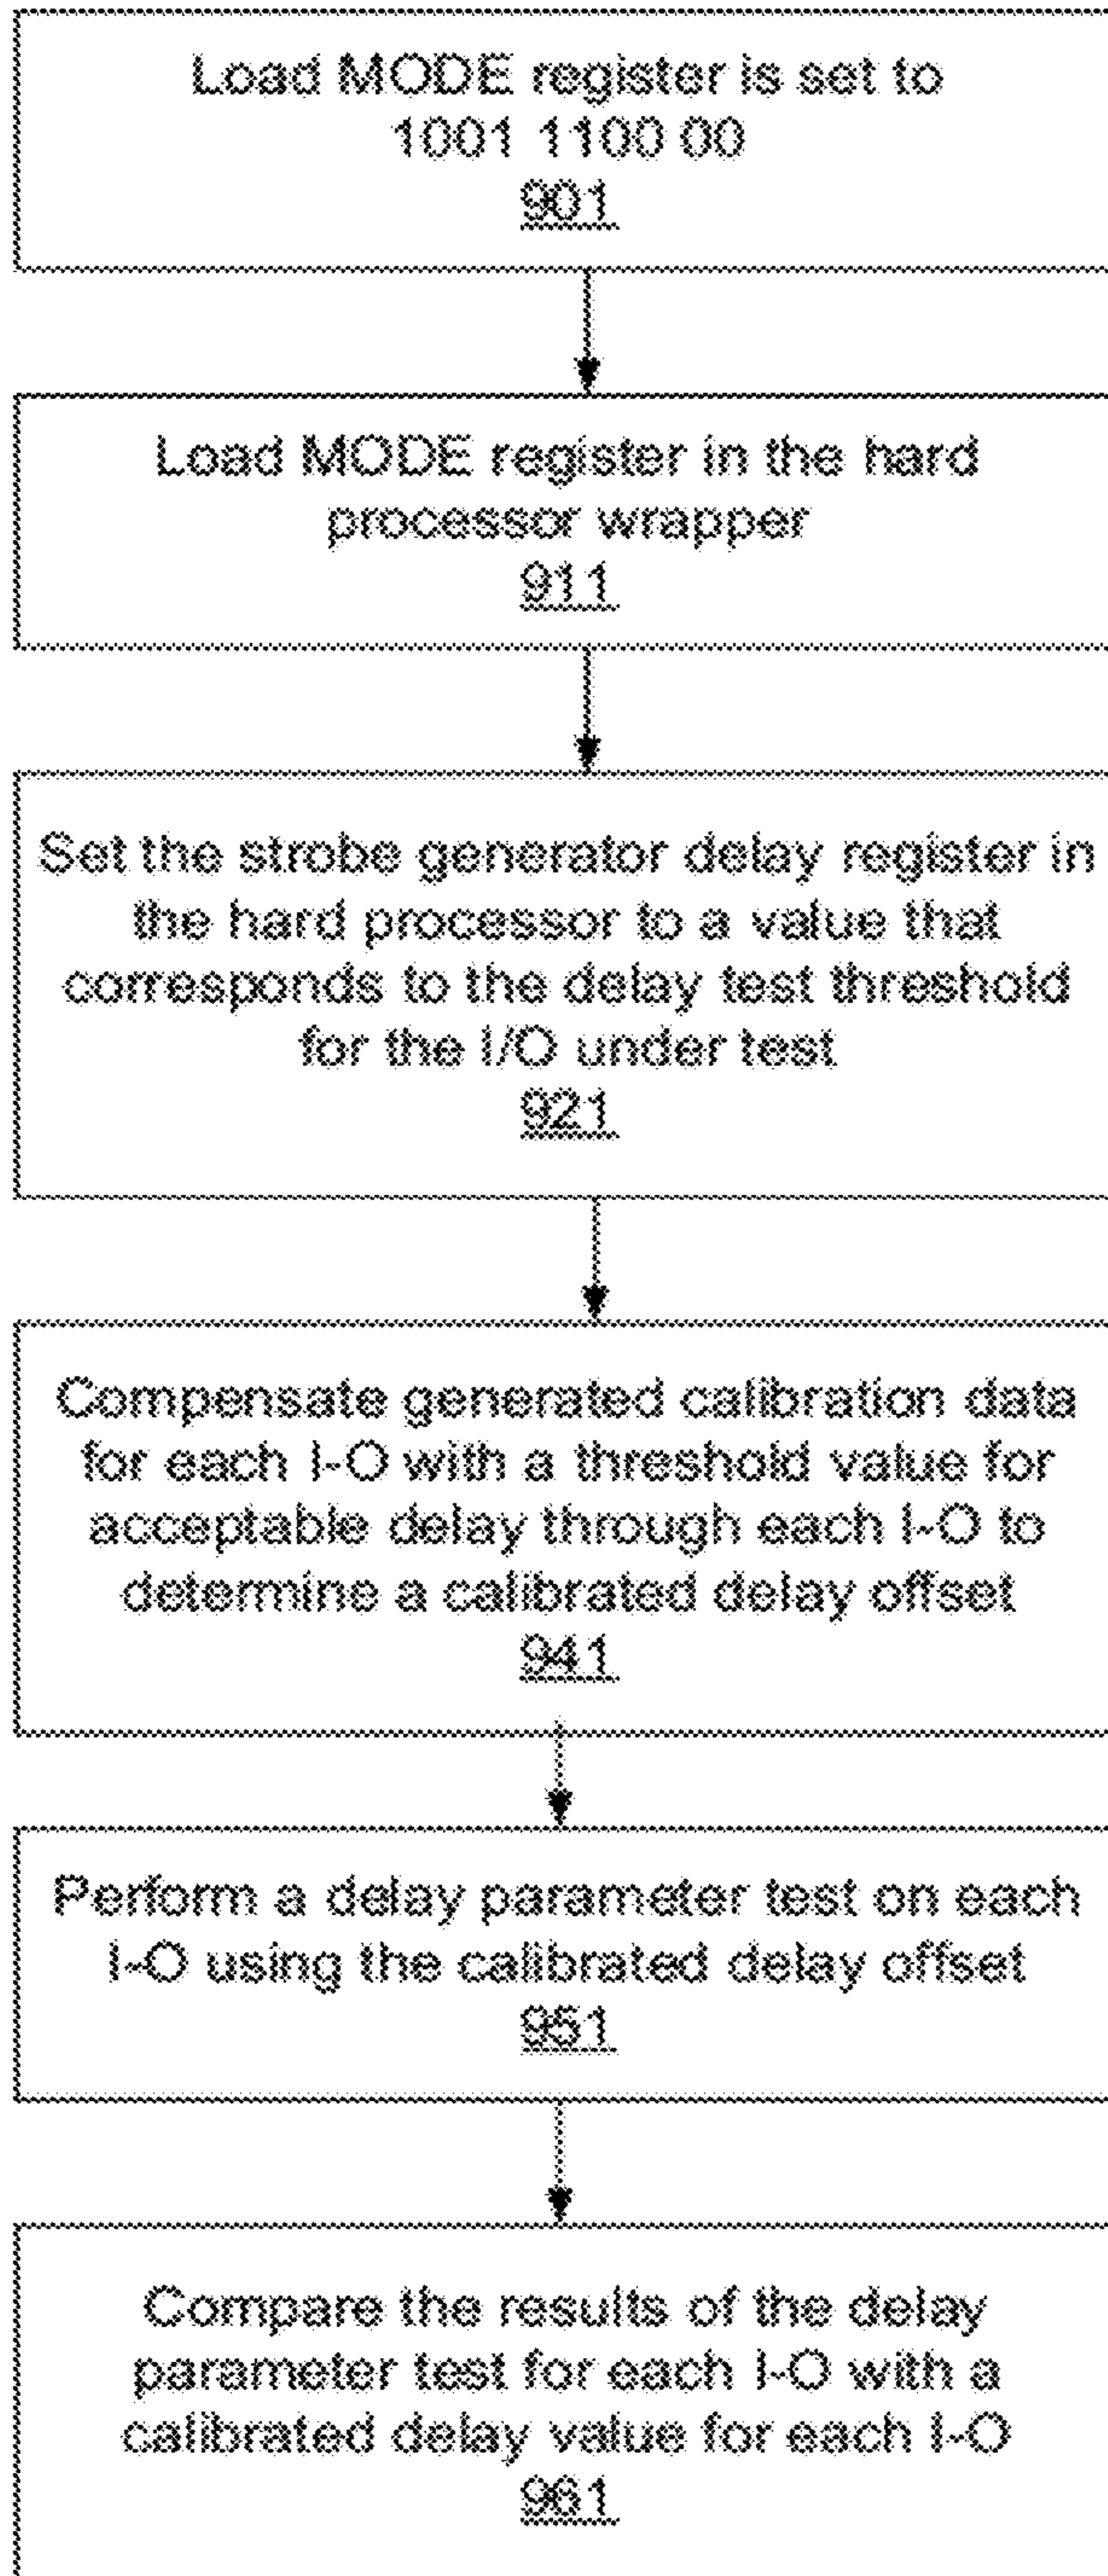 Load MODE register is set to
1001 1100 00
901
Load MODE register in the hard
processor wrapper
911
Set the strobe generator delay register in
the hard processor to a value that
corresponds to the delay test threshold
for the I/O under test
921
Compensate generated calibration data
for each I-O with a threshold value for
acceptable delay through each I-O to
determine a calibrated delay offset
941
Perform a delay parameter test on each
I-O using the calibrated delay offset
951
Compare the results of the delay
parameter test for each I-O with a
calibrated delay value for each I-O
961